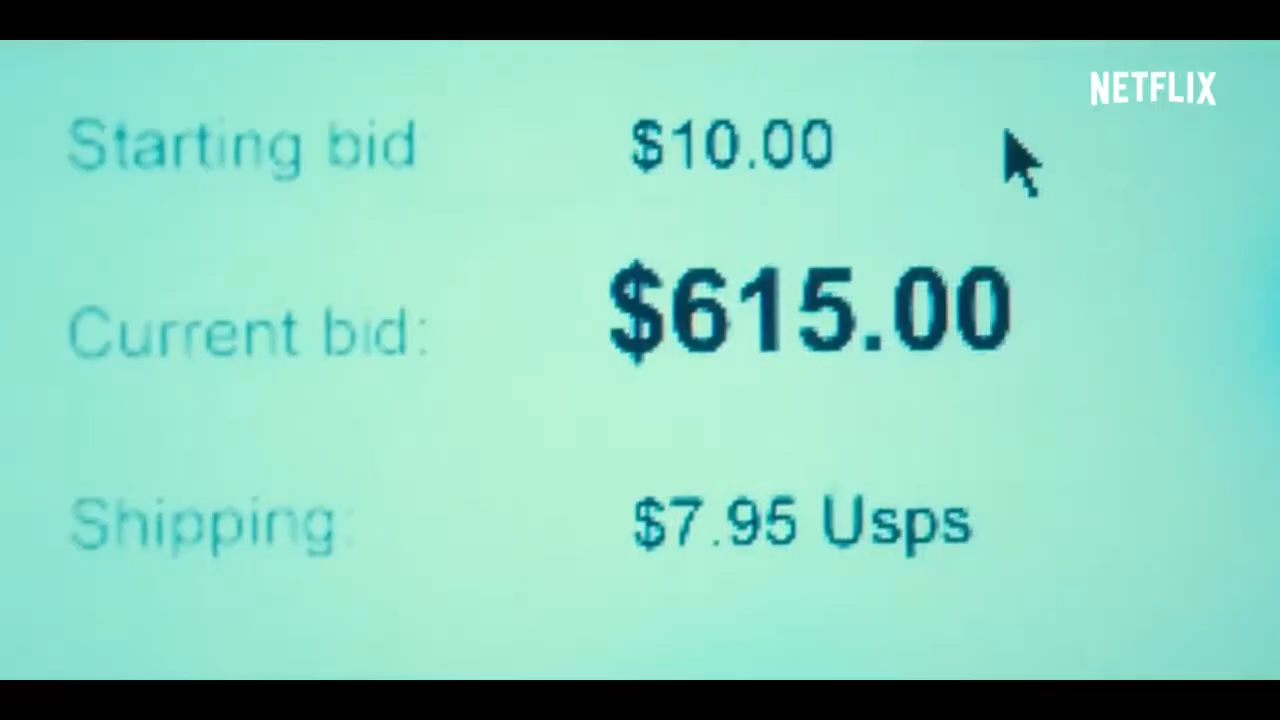 NETFLIX
Starting bid $10.00
Current bid: $615.00
Shipping: $7.95 Usps